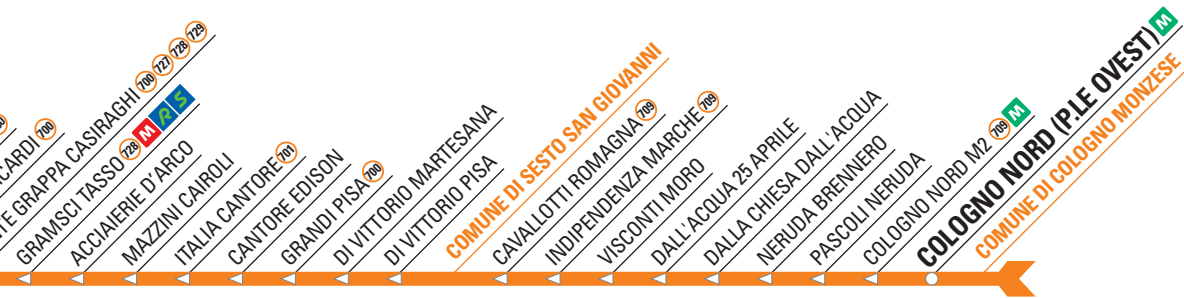 CARDI 700
TE GRAPPA CASIRAGHI 700 727 728 729
GRAMSCI TASSO 728 M R S
ACCIAIERIE D'ARCO
MAZZINI CAIROLI
ITALIA CANTORE 701
CANTORE EDISON
GRANDI PISA 700
DI VITTORIO MARTESANA
DI VITTORIO PISA
COMUNE DI SESTO SAN GIOVANNI
CAVALLOTTI ROMAGNA 709
INDIPENDENZA MARCHE 709
VISCONTI MORO
DALL'ACQUA 25 APRILE
DALLA CHIESA DALL'ACQUA
NERUDA BRENNERO
PASCOLI NERUDA
COLOGNO NORD M2 709 M
COLOGNO NORD (P.LE OVEST) M
COMUNE DI COLOGNO MONZESE